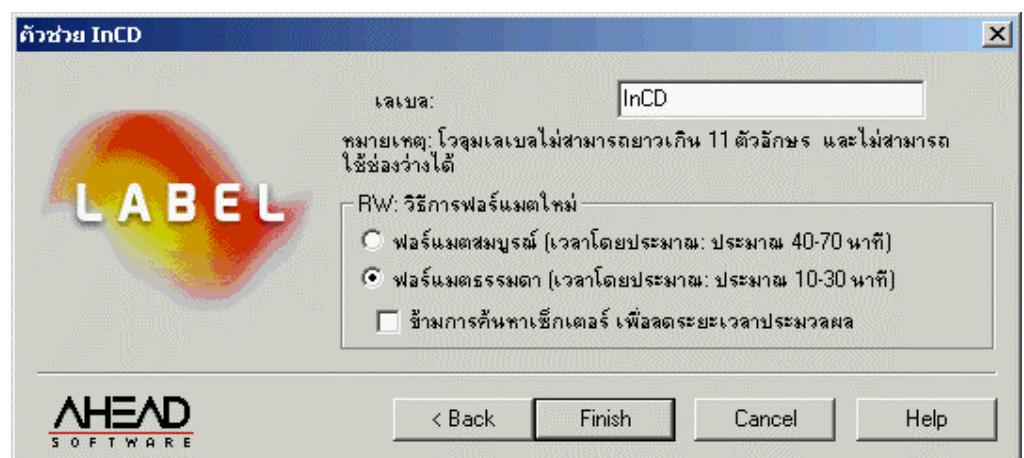 ตัวช่วย InCD
เลเบล:
InCD
หมายเหตุ: โวลุมเลเบลไม่สามารถยาวเกิน 11 ตัวอักษร และไม่สามารถ
ใช้ช่องว่างได้
LABEL
RW: วิธีการฟอร์แมตใหม่
ฟอร์แมตสมบูรณ์ (เวลาโดยประมาณ: ประมาณ 40-70 นาที)
ฟอร์แมตธรรมดา (เวลาโดยประมาณ: ประมาณ 10-30 นาที)
ข้ามการค้นหาเซ็กเตอร์ เพื่อลดระยะเวลาประมวลผล
AHEAD
SOFTWARE
< Back Finish Cancel Help